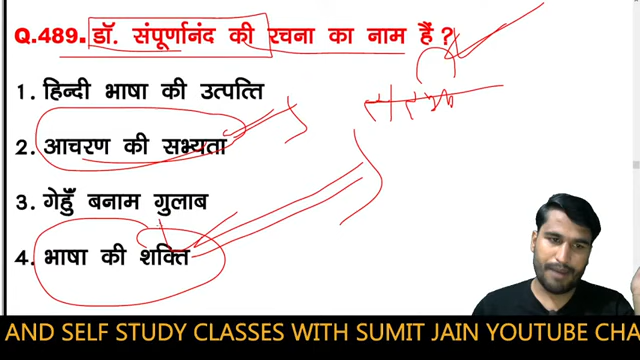 Q.489. डॉ. संपूर्णानंद की रचना का नाम हैं ?
1. हिन्दी भाषा की उत्पत्ति
2. आचरण की सभ्यता
3. गेहुँ बनाम गुलाब
4. भाषा की शक्ति
AND SELF STUDY CLASSES WITH SUMIT JAIN YOUTUBE CHA